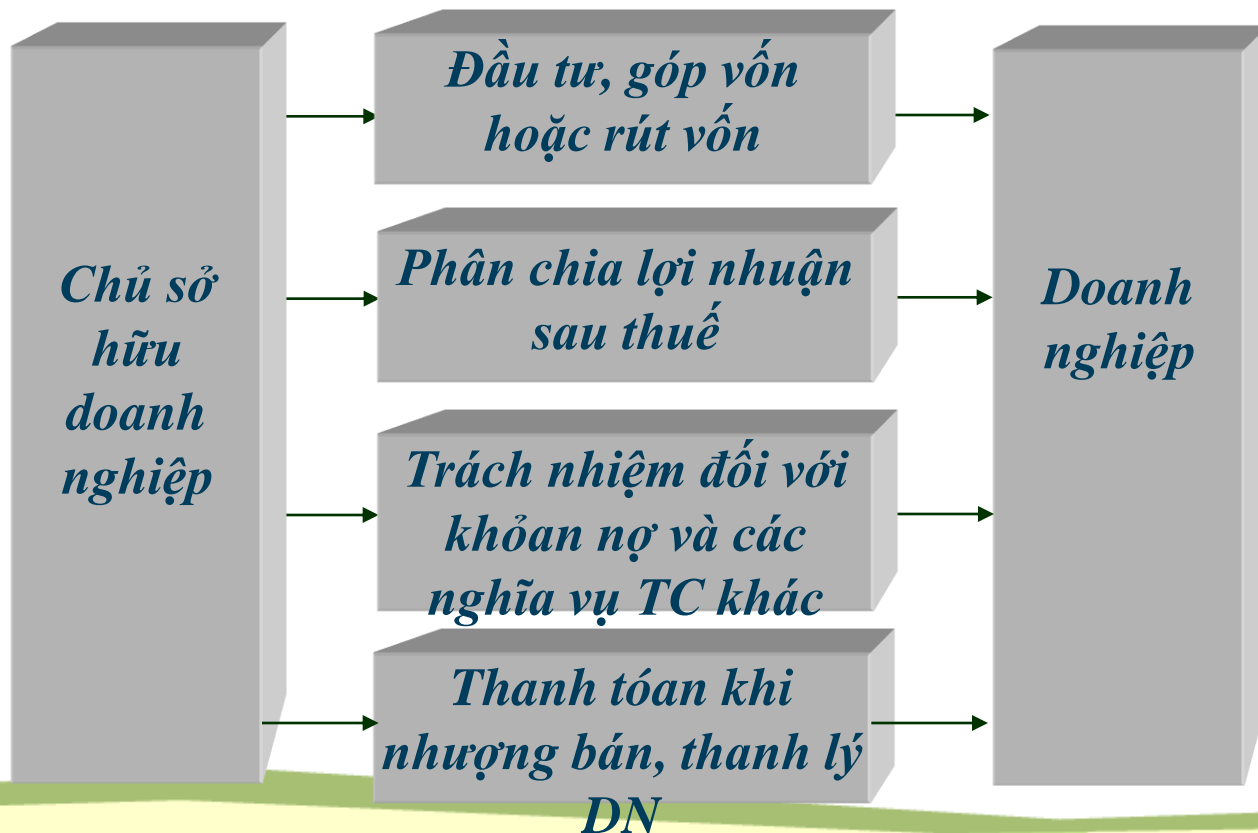 Chủ sở
hữu
doanh
nghiệp
Đầu tư, góp vốn
hoặc rút vốn
Phân chia lợi nhuận
sau thuế
Trách nhiệm đối với
khỏan nợ và các
nghĩa vụ TC khác
Thanh tóan khi
nhượng bán, thanh lý
DN
Doanh
nghiệp